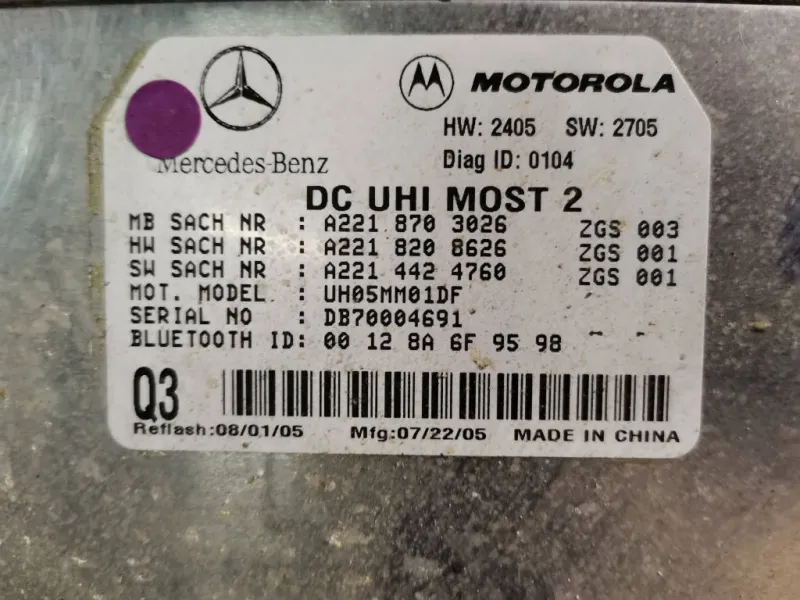 MOTOROLA
HW: 2405 SW: 2705
Mercedes-Benz Diag ID: 0104
DC UHI MOST 2
MB SACH NR : A221 870 3026 ZGS 003
HW SACH NR : A221 820 8626 ZGS 001
SW SACH NR : A221 442 4760 ZGS 001
MOT. MODEL : UH05MM01DF
SERIAL NO : DB70004691
BLUETOOTH ID: 00 12 8A 6F 95 98 - -
Q3
Reflash:08/01/05 Mfg:07/22/05 MADE IN CHINA